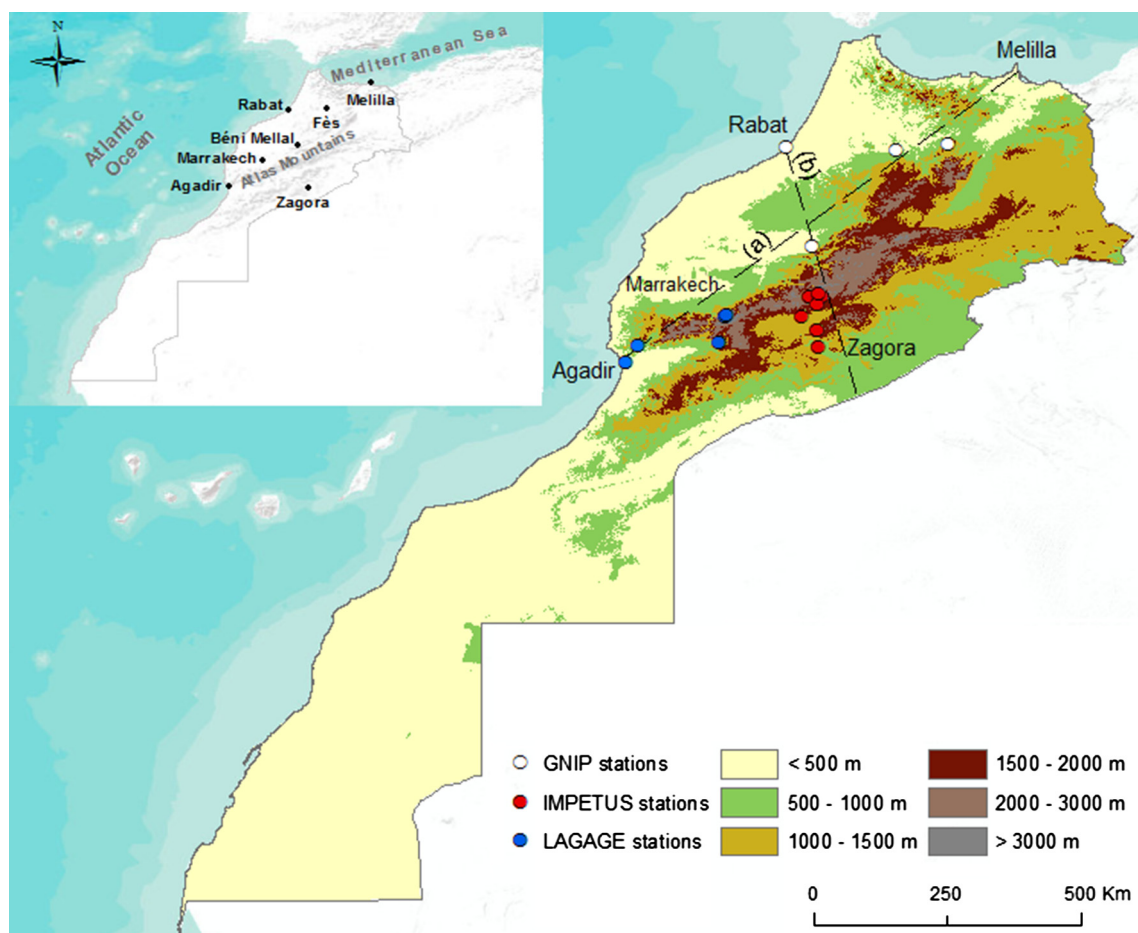 N
Mediterranean Sea
Melilla
Rabat
Fès
Atlantic
Ocean
Béni Mellal
Marrakech
Atlas Mountains
Agadir
Zagora
Melilla
Rabat
(b)
(a)
Marrakech
Agadir
Zagora
GNIP stations
IMPETUS stations
LAGAGE stations
< 500 m
500 - 1000 m
1000 - 1500 m
1500 - 2000 m
2000 - 3000 m
> 3000 m
0 250 500 Km